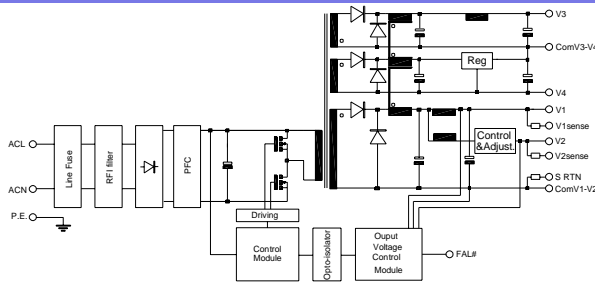 V3
ComV3-V4
Reg
V4
V1
V1sense
Control
&Adjust.
V2
V2sense
S RTN
ComV1-V2
ACL
ACN
P.E.
Line Fuse
RFI filter
PFC
Driving
Control
Module
Opto-isolator
Ouput
Voltage
Control
Module
FAL#